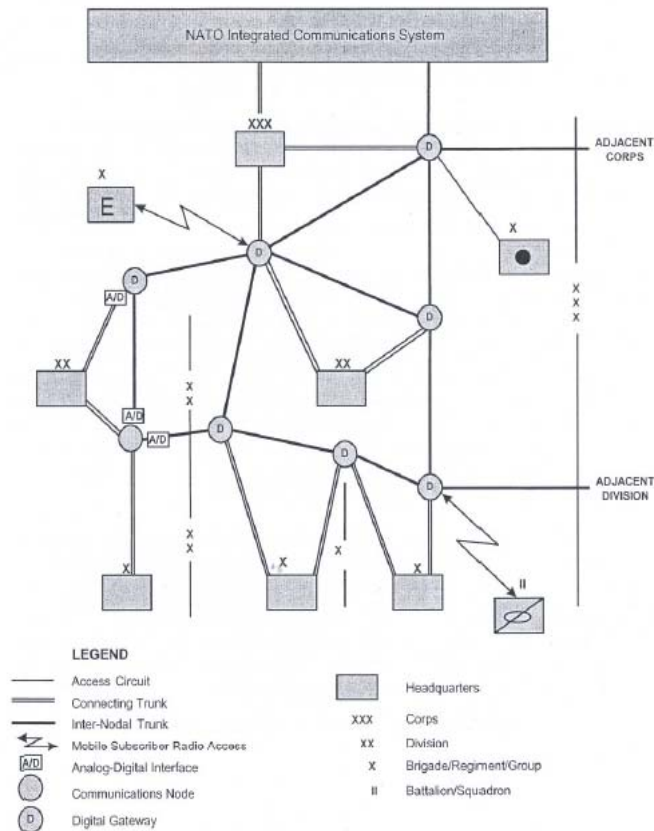 NATO Integrated Communications System
XXX
D
ADJACENT
CORPS
X
E
X
D
D
A/D
X
X
X
D
XX
XX
X
X
A/D
A/D
D
D
D
ADJACENT
DIVISION
X
X
X
X
X
X
II
LEGEND
Access Circuit
Connecting Trunk
Inter-Nodal Trunk
Mobile Subscriber Radio Access
A/D Analog-Digital Interface
Communications Node
D Digital Gateway
Headquarters
XXX Corps
XX Division
X Brigade/Regiment/Group
II Battalion/Squadron